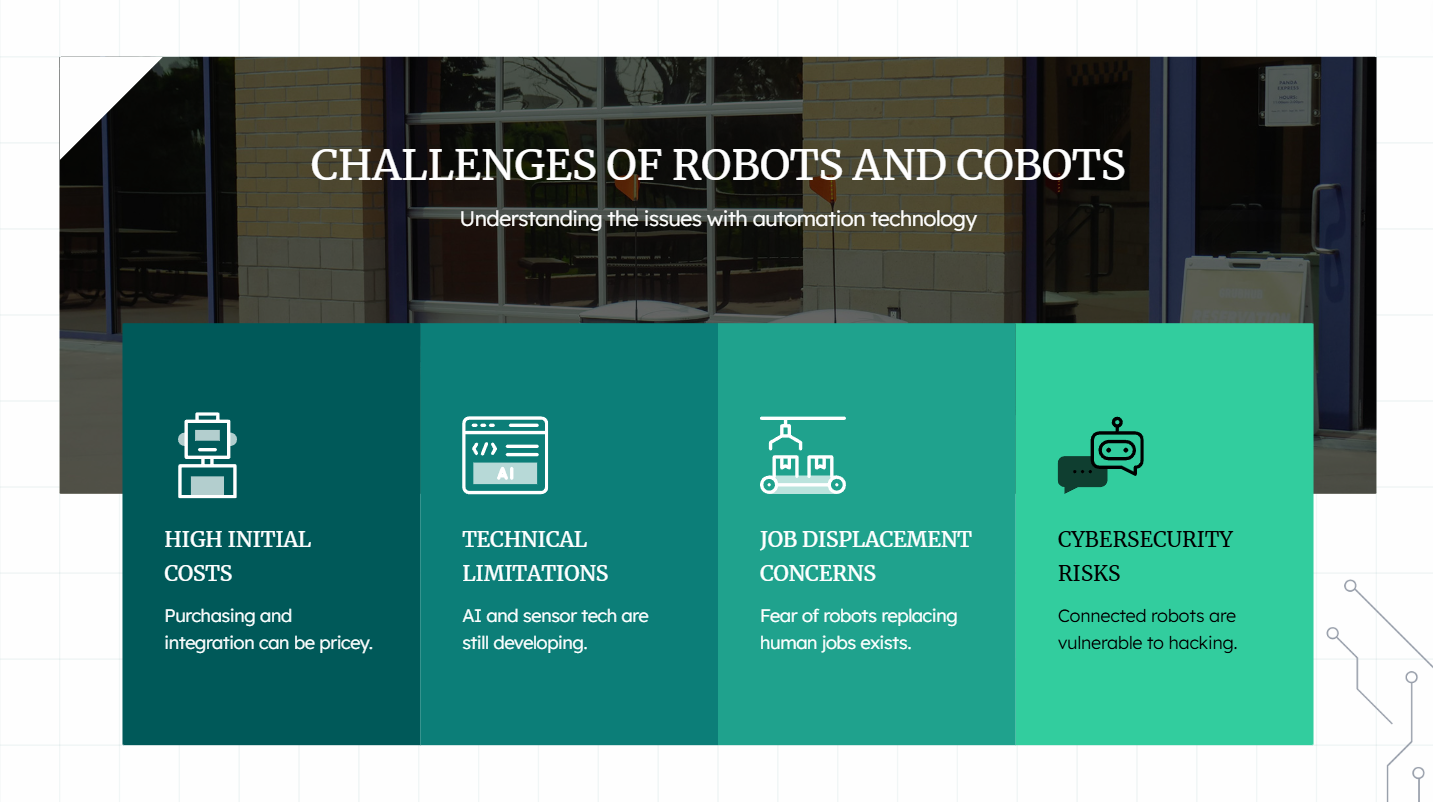 PANDA
EXPRESS
CHALLENGES OF ROBOTS AND COBOTS
Understanding the issues with automation technology
AI
HIGH INITIAL
COSTS
Purchasing and
integration can be pricey.
TECHNICAL
LIMITATIONS
AI and sensor tech are
still developing.
JOB DISPLACEMENT
CONCERNS
Fear of robots replacing
human jobs exists.
CYBERSECURITY
RISKS
Connected robots are
vulnerable to hacking.